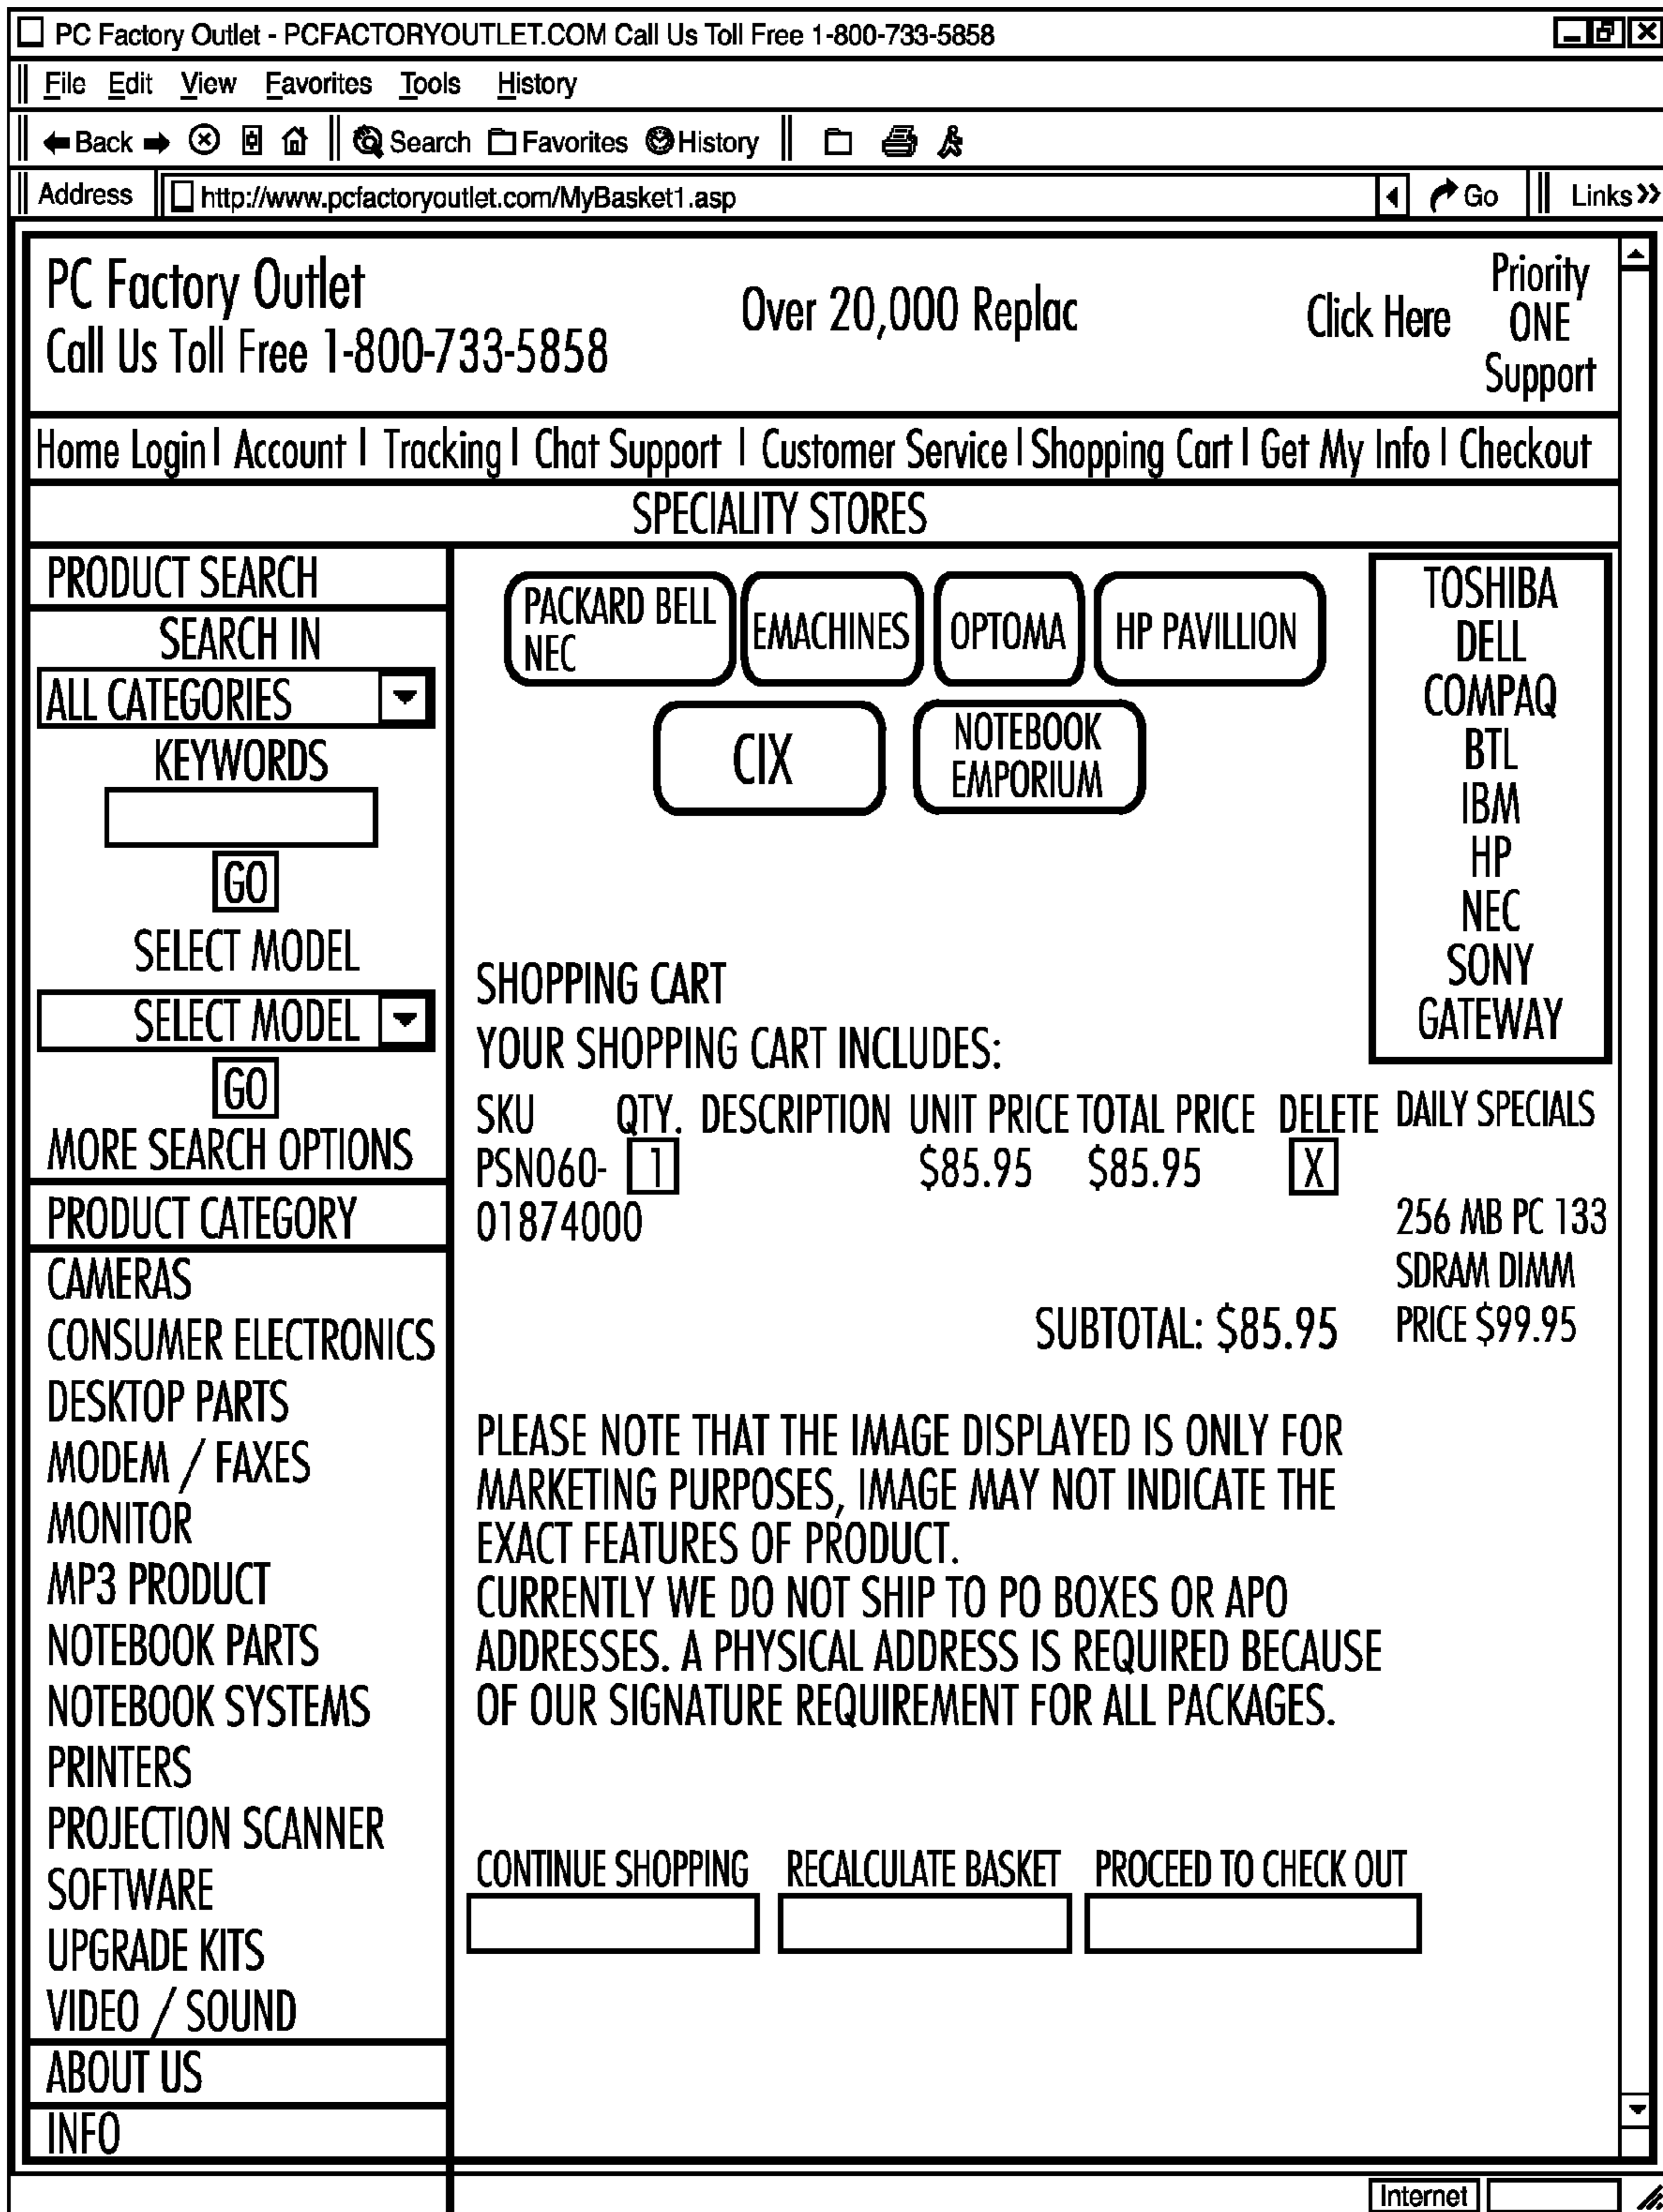 PC Factory Outlet - PCFACTORYOUTLET.COM Call Us Toll Free 1-800-733-5858
File Edit View Favorites Tools History
Back Search Favorites History
Address http://www.pcfactoryoutlet.com/MyBasket1.asp Go Links
PC Factory Outlet
Call Us Toll Free 1-800-733-5858
Over 20,000 Replac
Click Here
Priority
ONE
Support
Home Login | Account | Tracking | Chat Support | Customer Service | Shopping Cart | Get My Info | Checkout
SPECIALITY STORES
PRODUCT SEARCH
SEARCH IN
ALL CATEGORIES
KEYWORDS
GO
SELECT MODEL
SELECT MODEL
GO
MORE SEARCH OPTIONS
PRODUCT CATEGORY
CAMERAS
CONSUMER ELECTRONICS
DESKTOP PARTS
MODEM / FAXES
MONITOR
MP3 PRODUCT
NOTEBOOK PARTS
NOTEBOOK SYSTEMS
PRINTERS
PROJECTION SCANNER
SOFTWARE
UPGRADE KITS
VIDEO / SOUND
ABOUT US
INFO
PACKARD BELL
NEC
EMACHINES
OPTOMA
HP PAVILLION
CIX
NOTEBOOK
EMPORIUM
SHOPPING CART
YOUR SHOPPING CART INCLUDES:
SKU QTY. DESCRIPTION UNIT PRICE TOTAL PRICE DELETE
PSN060- 1 $85.95 $85.95 X
01874000
SUBTOTAL: $85.95
PLEASE NOTE THAT THE IMAGE DISPLAYED IS ONLY FOR
MARKETING PURPOSES, IMAGE MAY NOT INDICATE THE
EXACT FEATURES OF PRODUCT.
CURRENTLY WE DO NOT SHIP TO PO BOXES OR APO
ADDRESSES. A PHYSICAL ADDRESS IS REQUIRED BECAUSE
OF OUR SIGNATURE REQUIREMENT FOR ALL PACKAGES.
CONTINUE SHOPPING RECALCULATE BASKET PROCEED TO CHECK OUT
TOSHIBA
DELL
COMPAQ
BTL
IBM
HP
NEC
SONY
GATEWAY
DAILY SPECIALS
256 MB PC 133
SDRAM DIMM
PRICE $99.95
Internet